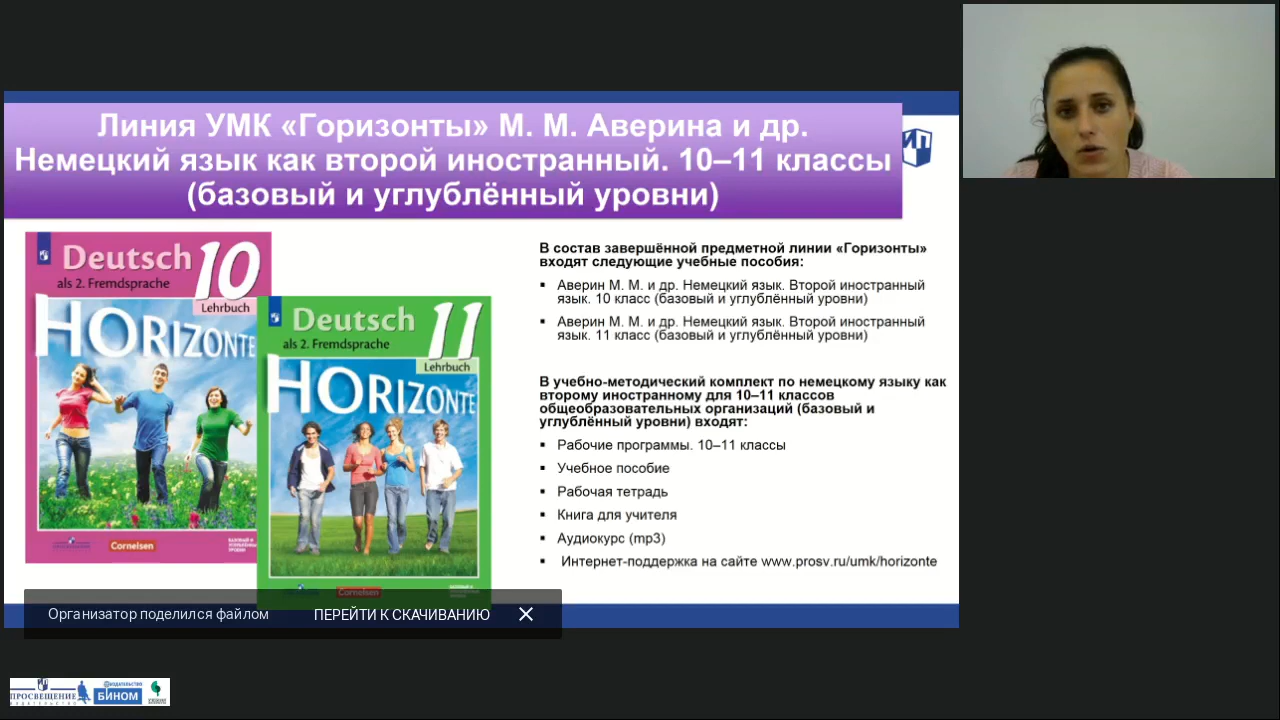 Линия УМК «Горизонты» М. М. Аверина и др.
Немецкий язык как второй иностранный. 10–11 классы
(базовый и углублённый уровни)
ИП
Deutsch 10
als 2. Fremdsprache
Lehrbuch
HORIZONTE
Cornelsen
Deutsch 11
als 2. Fremdsprache
Lehrbuch
HORIZONTE
Cornelsen
В состав завершённой предметной линии «Горизонты»
входят следующие учебные пособия:
▪ Аверин М. М. и др. Немецкий язык. Второй иностранный
язык. 10 класс (базовый и углублённый уровни)
▪ Аверин М. М. и др. Немецкий язык. Второй иностранный
язык. 11 класс (базовый и углублённый уровни)
В учебно-методический комплект по немецкому языку как
второму иностранному для 10–11 классов
общеобразовательных организаций (базовый и
углублённый уровни) входят:
▪ Рабочие программы. 10–11 классы
▪ Учебное пособие
▪ Рабочая тетрадь
▪ Книга для учителя
▪ Аудиокурс (mp3)
▪ Интернет-поддержка на сайте www.prosv.ru/umk/horizonte
Организатор поделился файлом ПЕРЕЙТИ К СКАЧИВАНИЮ
ПРОСВЕЩЕНИЕ
ИЗДАТЕЛЬСТВО
БИНОМ